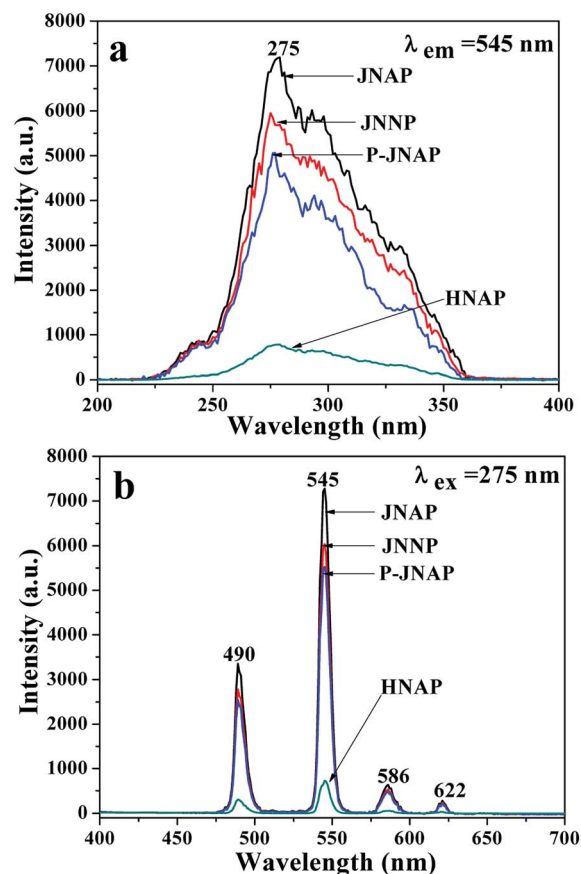 a
275
λ em =545 nm
JNAP
JNNP
P-JNAP
HNAP
Intensity (a.u.)
8000
7000
6000
5000
4000
3000
2000
1000
0
200 250 300 350 400
Wavelength (nm)
b
545
λ ex =275 nm
JNAP
JNNP
P-JNAP
490
HNAP
586
622
Intensity (a.u.)
8000
7000
6000
5000
4000
3000
2000
1000
0
400 450 500 550 600 650 700
Wavelength (nm)